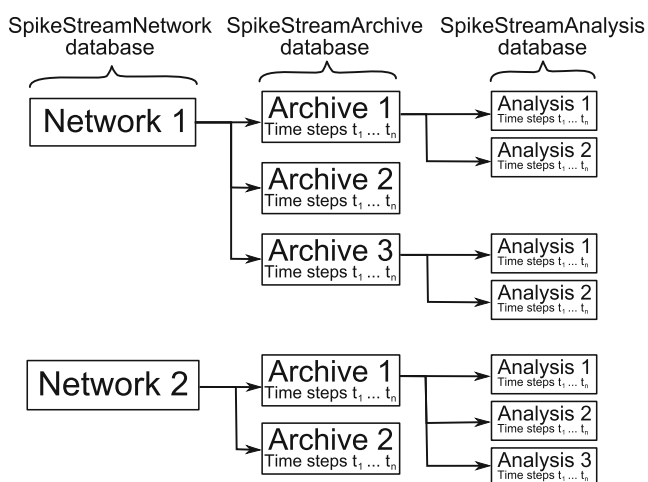 SpikeStreamNetwork
database
SpikeStreamArchive
database
SpikeStreamAnalysis
database
Network 1
Archive 1
Time steps t1 ... tn
Archive 2
Time steps t1 ... tn
Archive 3
Time steps t1 ... tn
Analysis 1
Time steps t1 ... tn
Analysis 2
Time steps t1 ... tn
Analysis 1
Time steps t1 ... tn
Analysis 2
Time steps t1 ... tn
Network 2
Archive 1
Time steps t1 ... tn
Archive 2
Time steps t1 ... tn
Analysis 1
Time steps t1 ... tn
Analysis 2
Time steps t1 ... tn
Analysis 3
Time steps t1 ... tn